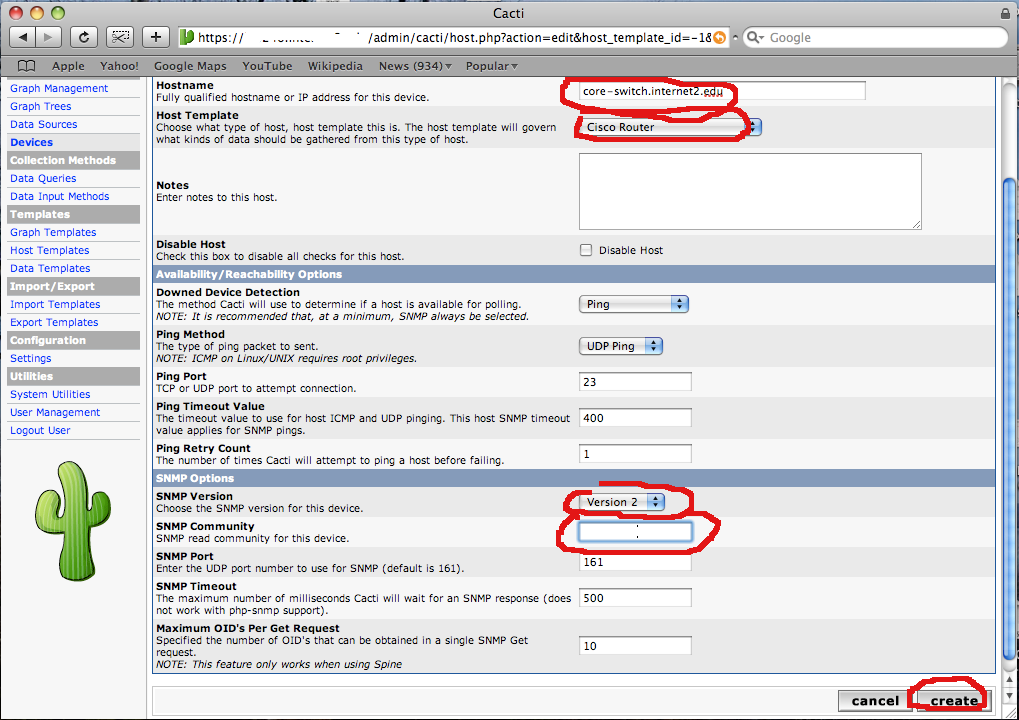 Cacti
https:// /admin/cacti/host.php?action=edit&host_template_id=-1& Google
Apple Yahoo! Google Maps YouTube Wikipedia News (934) Popular
Graph Management
Graph Trees
Data Sources
Devices
Collection Methods
Data Queries
Data Input Methods
Templates
Graph Templates
Host Templates
Data Templates
Import/Export
Import Templates
Export Templates
Configuration
Settings
Utilities
System Utilities
User Management
Logout User
Hostname
Fully qualified hostname or IP address for this device.
core-switch.internet2.edu
Host Template
Choose what type of host, host template this is. The host template will govern
what kinds of data should be gathered from this type of host.
Cisco Router
Notes
Enter notes to this host.
Disable Host
Check this box to disable all checks for this host.
Disable Host
Availability/Reachability Options
Downed Device Detection
The method Cacti will use to determine if a host is available for polling.
NOTE: It is recommended that, at a minimum, SNMP always be selected.
Ping
Ping Method
The type of ping packet to sent.
NOTE: ICMP on Linux/UNIX requires root privileges.
UDP Ping
Ping Port
TCP or UDP port to attempt connection.
23
Ping Timeout Value
The timeout value to use for host ICMP and UDP pinging. This host SNMP timeout
value applies for SNMP pings.
400
Ping Retry Count
The number of times Cacti will attempt to ping a host before failing.
1
SNMP Options
SNMP Version
Choose the SNMP version for this device.
Version 2
SNMP Community
SNMP read community for this device.
SNMP Port
Enter the UDP port number to use for SNMP (default is 161).
161
SNMP Timeout
The maximum number of milliseconds Cacti will wait for an SNMP response (does
not work with php-snmp support).
500
Maximum OID's Per Get Request
Specified the number of OID's that can be obtained in a single SNMP Get
request.
NOTE: This feature only works when using Spine
10
cancel create